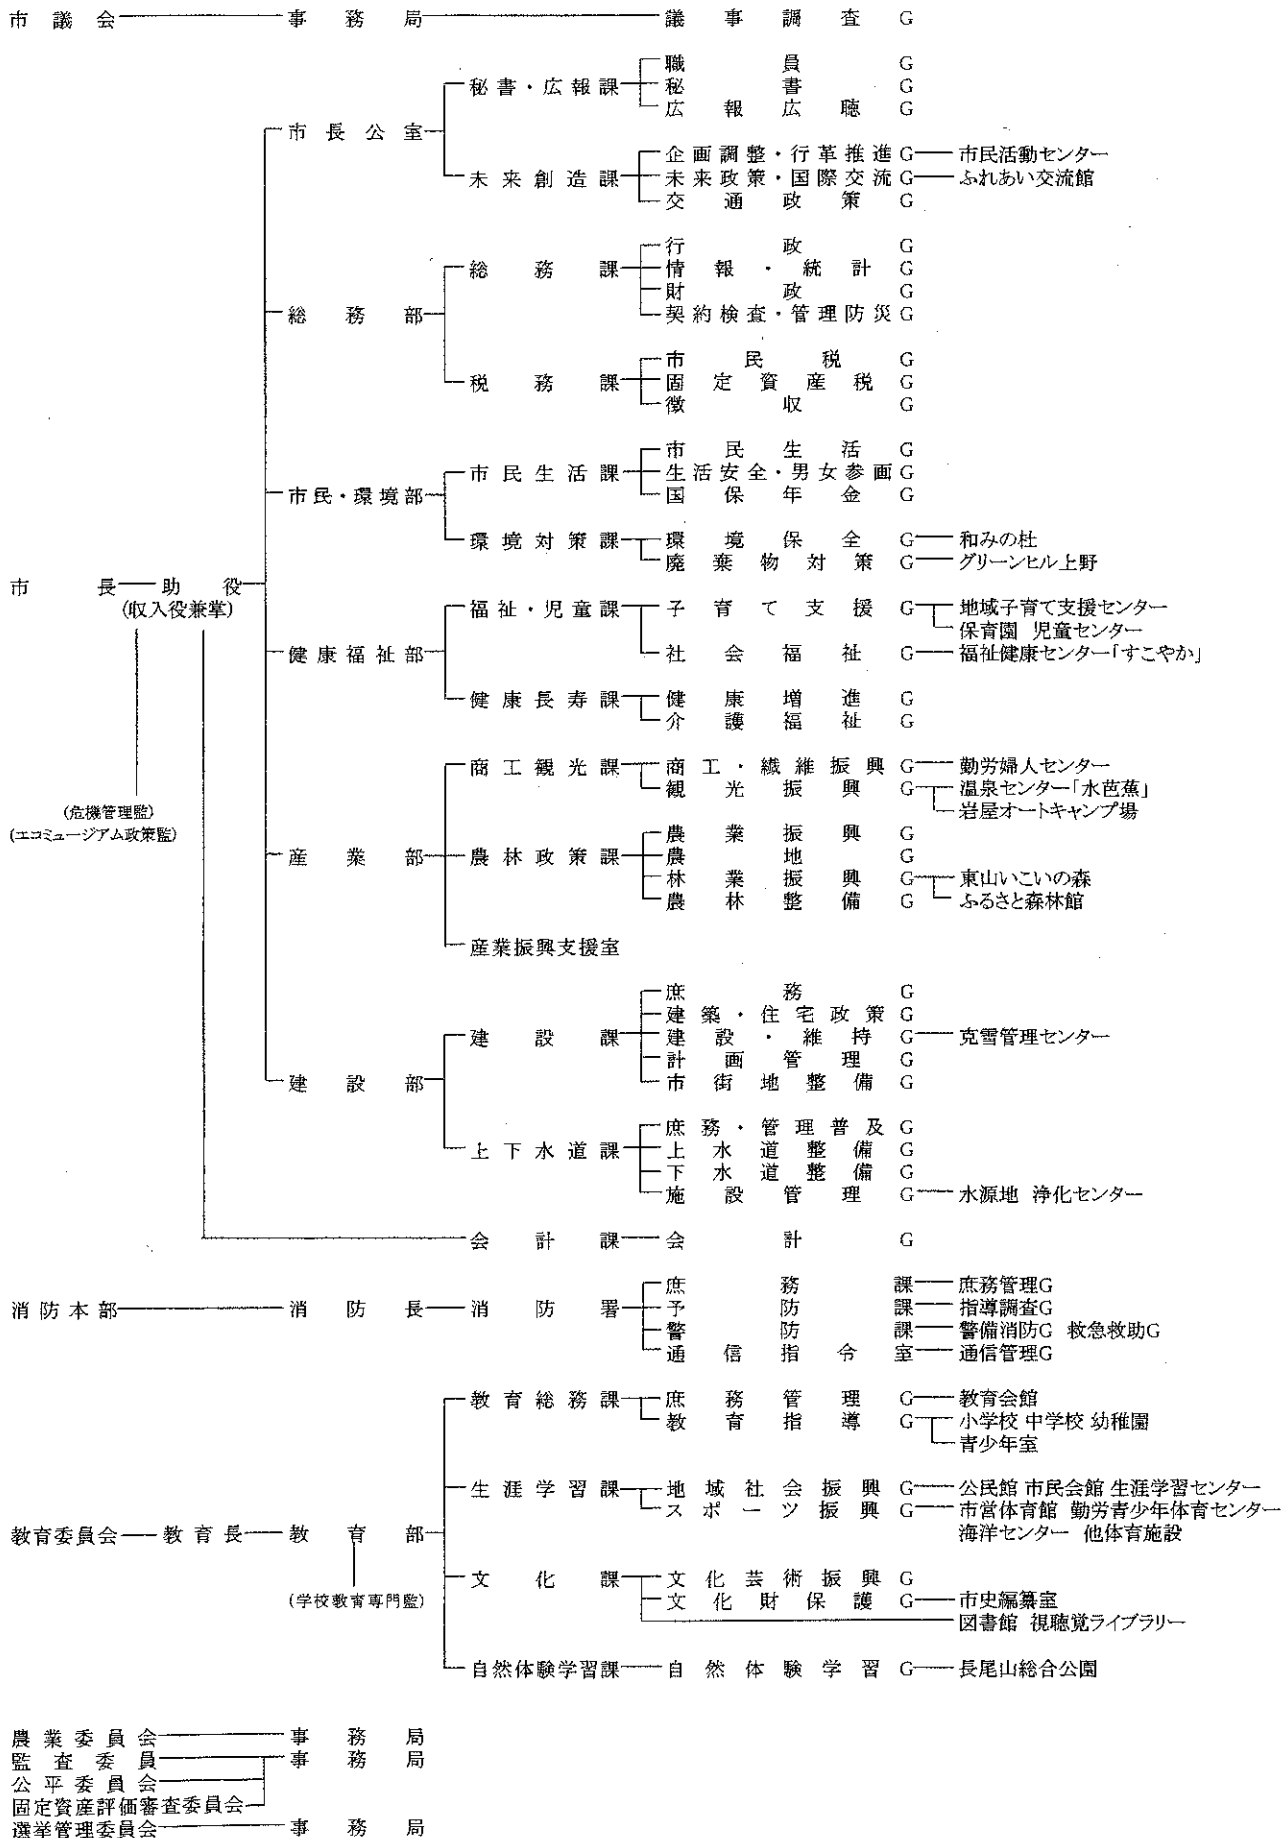 市議会 事務局 議事調査G
職員G
秘書・広報課 秘書G
広報広聴G
市長公室
企画調整・行革推進G 市民活動センター
未来創造課 未来政策・国際交流G ふれあい交流館
交通政策G
行政G
総務課 情報・統計G
財政G
総務部 契約検査・管理防災G
市民税G
税務課 固定資産税G
徴収G
市民生活G
市民生活課 生活安全・男女参画G
市民・環境部 国保年金G
環境対策課 環境保全G 和みの杜
廃棄物対策G グリーンヒル上野
市長 助役
(収入役兼掌)
福祉・児童課 子育て支援G 地域子育て支援センター
保育園 児童センター
健康福祉部 社会福祉G 福祉健康センター「すこやか」
健康長寿課 健康増進G
介護福祉G
商工観光課 商工・繊維振興G 勤労婦人センター
観光振興G 温泉センター「水芭蕉」
岩屋オートキャンプ場
(危機管理監)
(エコミュージアム政策監)
農業振興G
産業部 農林政策課 農地G
林業振興G 東山いこいの森
農林整備G ふるさと森林館
産業振興支援室
庶務G
建築・住宅政策G
建設課 建設・維持G 克雪管理センター
計画管理G
建設部 市街地整備G
庶務・管理普及G
上下水道課 上水道整備G
下水道整備G
施設管理G 水源地 浄化センター
会計課 会計G
庶務課 庶務管理G
消防本部 消防長 消防署 予防課 指導調査G
警防課 警備消防G 救急救助G
通信指令室 通信管理G
教育総務課 庶務管理G 教育会館
教育指導G 小学校 中学校 幼稚園
青少年室
生涯学習課 地域社会振興G 公民館 市民会館 生涯学習センター
スポーツ振興G 市営体育館 勤労青少年体育センター
教育委員会 教育長 教育部 海洋センター 他体育施設
文化課 文化芸術振興G
(学校教育専門監) 文化財保護G 市史編纂室
図書館 視聴覚ライブラリー
自然体験学習課 自然体験学習G 長尾山総合公園
農業委員会 事務局
監査委員 事務局
公平委員会
固定資産評価審査委員会
選挙管理委員会 事務局